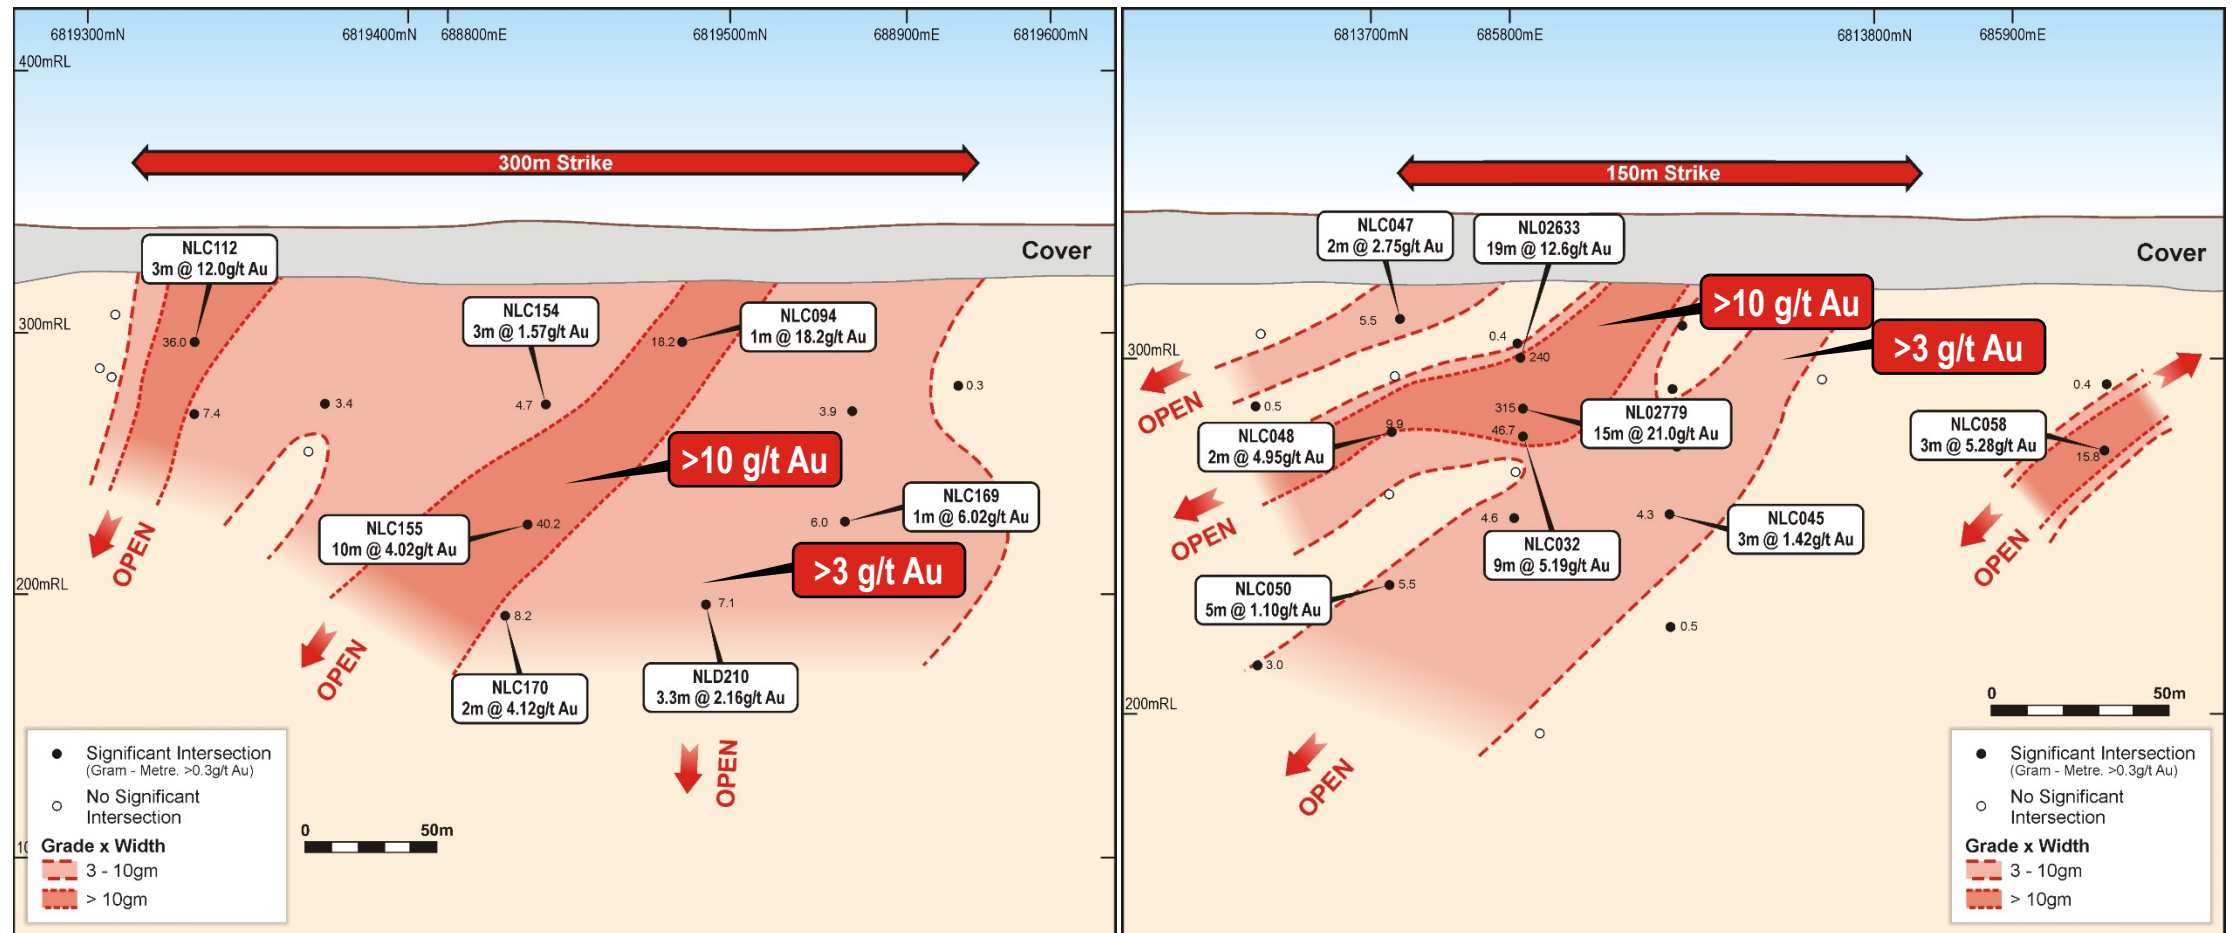 6819300mN
6819400mN
688800mE
6819500mN
688900mE
6819600mN
400mRL
300m Strike
Cover
NLC112
3m @ 12.0g/t Au
NLC154
3m @ 1.57g/t Au
NLC094
1m @ 18.2g/t Au
300mRL
36.0
18.2
0.3
7.4
3.4
4.7
3.9
>10 g/t Au
NLC169
1m @ 6.02g/t Au
6.0
NLC155
10m @ 4.02g/t Au
40.2
OPEN
>3 g/t Au
200mRL
8.2
7.1
OPEN
NLC170
2m @ 4.12g/t Au
NLD210
3.3m @ 2.16g/t Au
OPEN
Significant Intersection
(Gram - Metre. >0.3g/t Au)
No Significant
Intersection
Grade x Width
3 - 10gm
> 10gm
0 50m
6813700mN
685800mE
6813800mN
685900mE
150m Strike
Cover
NLC047
2m @ 2.75g/t Au
NL02633
19m @ 12.6g/t Au
>10 g/t Au
>3 g/t Au
5.5
0.4
300mRL
240
OPEN
0.5
315
NL02779
15m @ 21.0g/t Au
0.4
NLC058
3m @ 5.28g/t Au
15.8
NLC048
2m @ 4.95g/t Au
9.9
46.7
OPEN
4.6
4.3
NLC045
3m @ 1.42g/t Au
NLC032
9m @ 5.19g/t Au
OPEN
NLC050
5m @ 1.10g/t Au
5.5
0.5
3.0
200mRL
0 50m
OPEN
Significant Intersection
(Gram - Metre. >0.3g/t Au)
No Significant
Intersection
Grade x Width
3 - 10gm
> 10gm